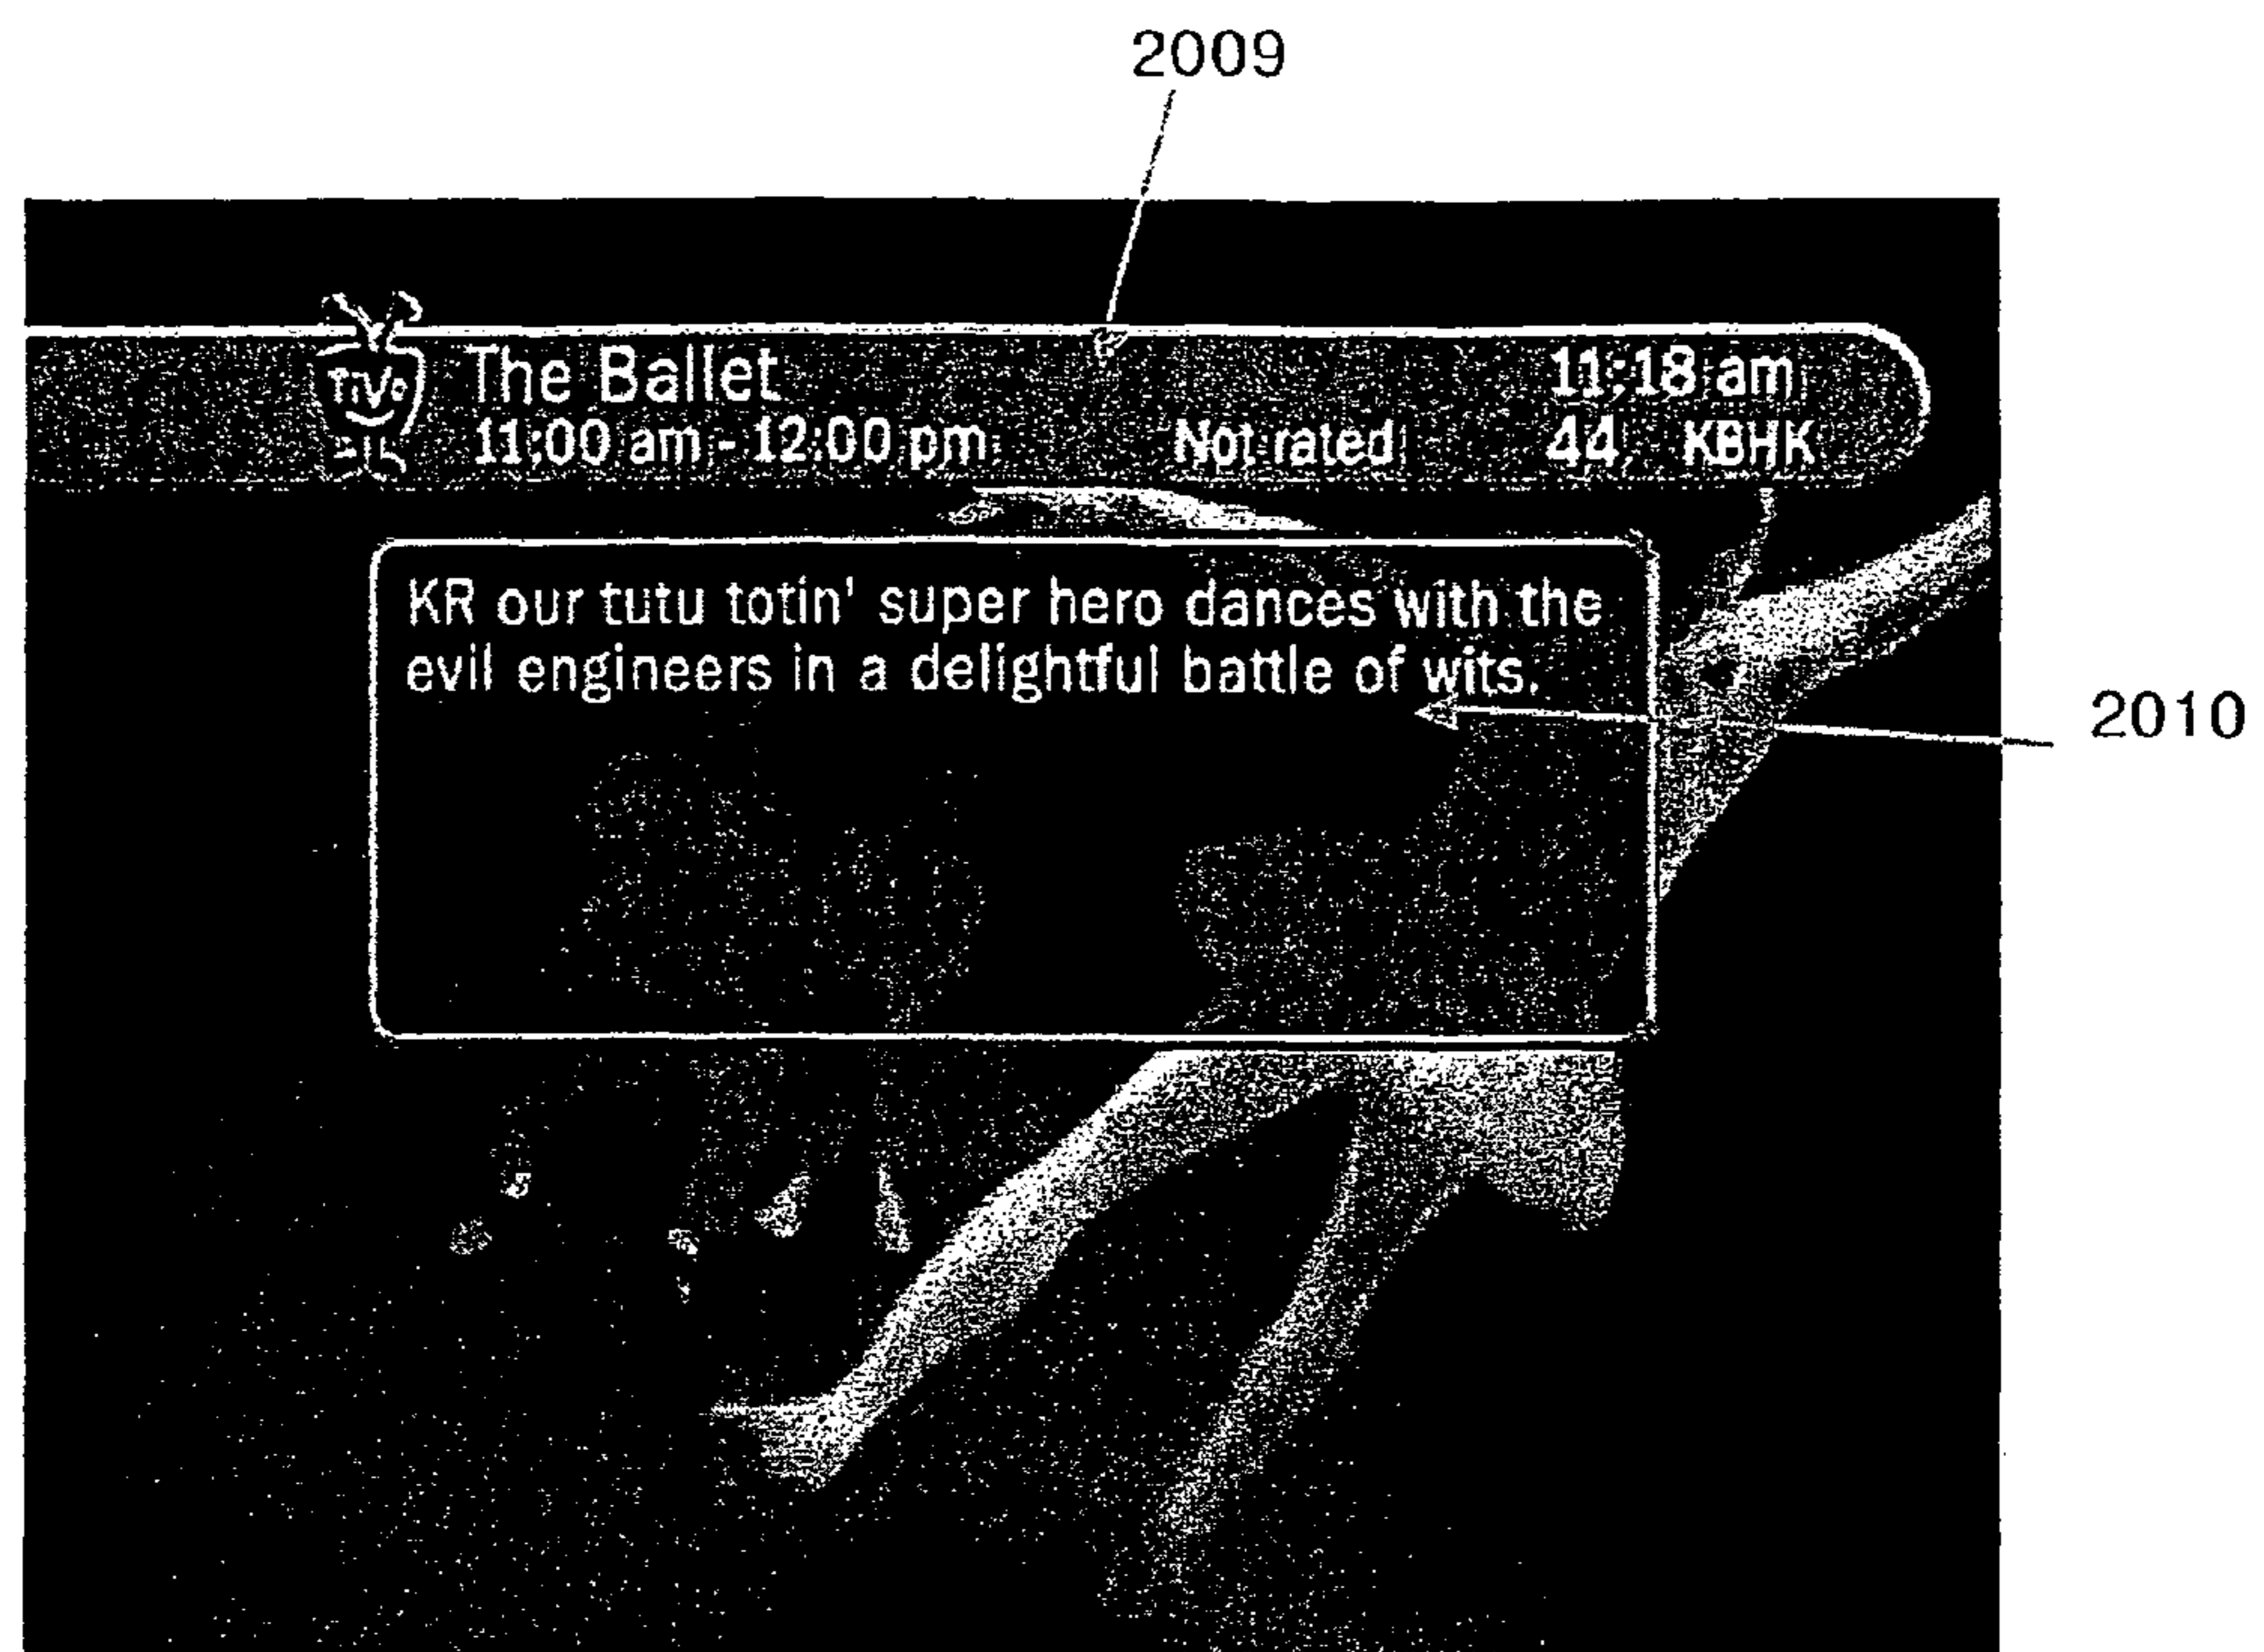 2009
The Ballet 11:18 am
TiVo
11:00 am - 12:00 pm Not rated 44 KBHK
KR our tutu totin' super hero dances with the
evil engineers in a delightful battle of wits.
2010